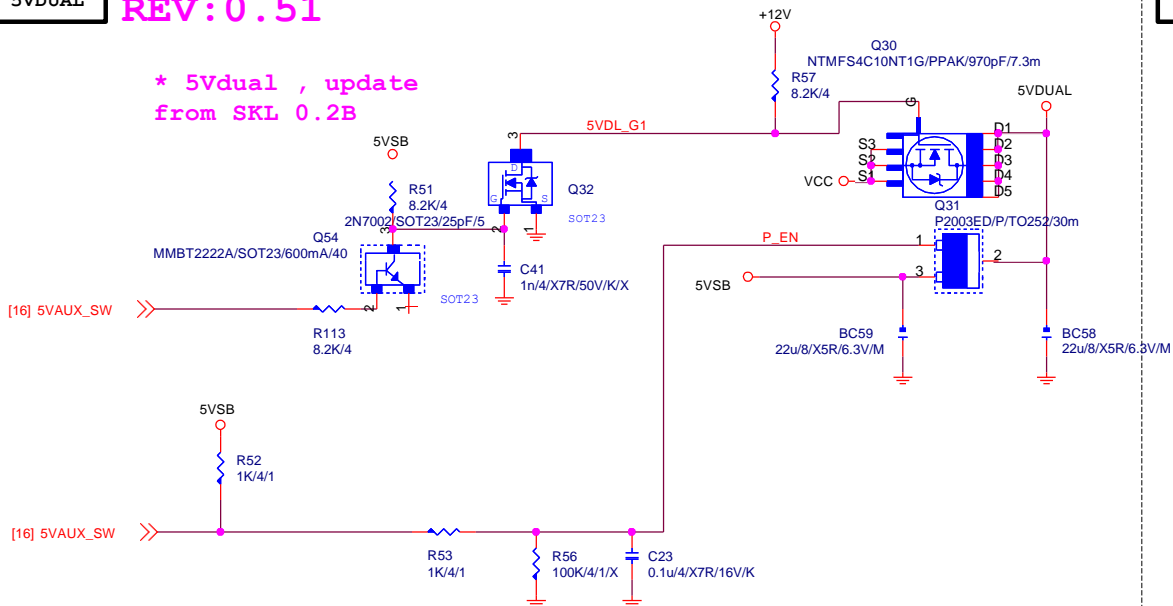 5VDUAL
REV:0.51
* 5Vdual , update
from SKL 0.2B
+12V
R57
8.2K/4
Q30
NTMFS4C10NT1G/PPAK/970pF/7.3m
5VDUAL
G
D1
D2
D3
D4
D5
S3
S2
S1
VCC
5VDL_G1
5VSB
R51
8.2K/4
3
D
G
S
2
1
Q32
SOT23
2N7002/SOT23/25pF/5
Q54
MMBT2222A/SOT23/600mA/40
3
2
1
SOT23
C41
1n/4/X7R/50V/K/X
[16] 5VAUX_SW
R113
8.2K/4
Q31
P2003ED/P/TO252/30m
P_EN
1
2
3
5VSB
BC59
22u/8/X5R/6.3V/M
BC58
22u/8/X5R/6.3V/M
5VSB
R52
1K/4/1
[16] 5VAUX_SW
R53
1K/4/1
R56
100K/4/1/X
C23
0.1u/4/X7R/16V/K